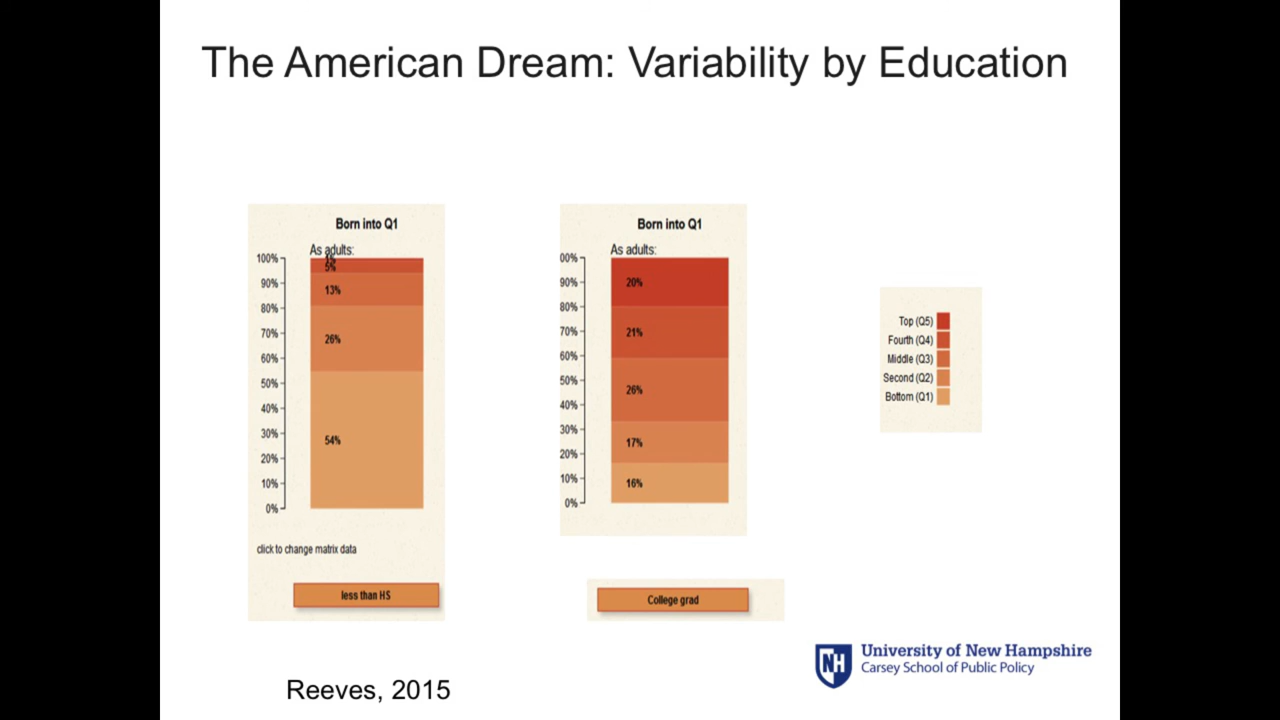 The American Dream: Variability by Education
Born into Q1
As adults:
100%
90%
80%
70%
60%
50%
40%
30%
20%
10%
0%
5%
13%
26%
54%
click to change matrix data
less than HS
Born into Q1
As adults:
00%
90%
80%
70%
60%
50%
40%
30%
20%
10%
0%
20%
21%
26%
17%
16%
College grad
Top (Q5)
Fourth (Q4)
Middle (Q3)
Second (Q2)
Bottom (Q1)
NH
University of New Hampshire
Carsey School of Public Policy
Reeves, 2015